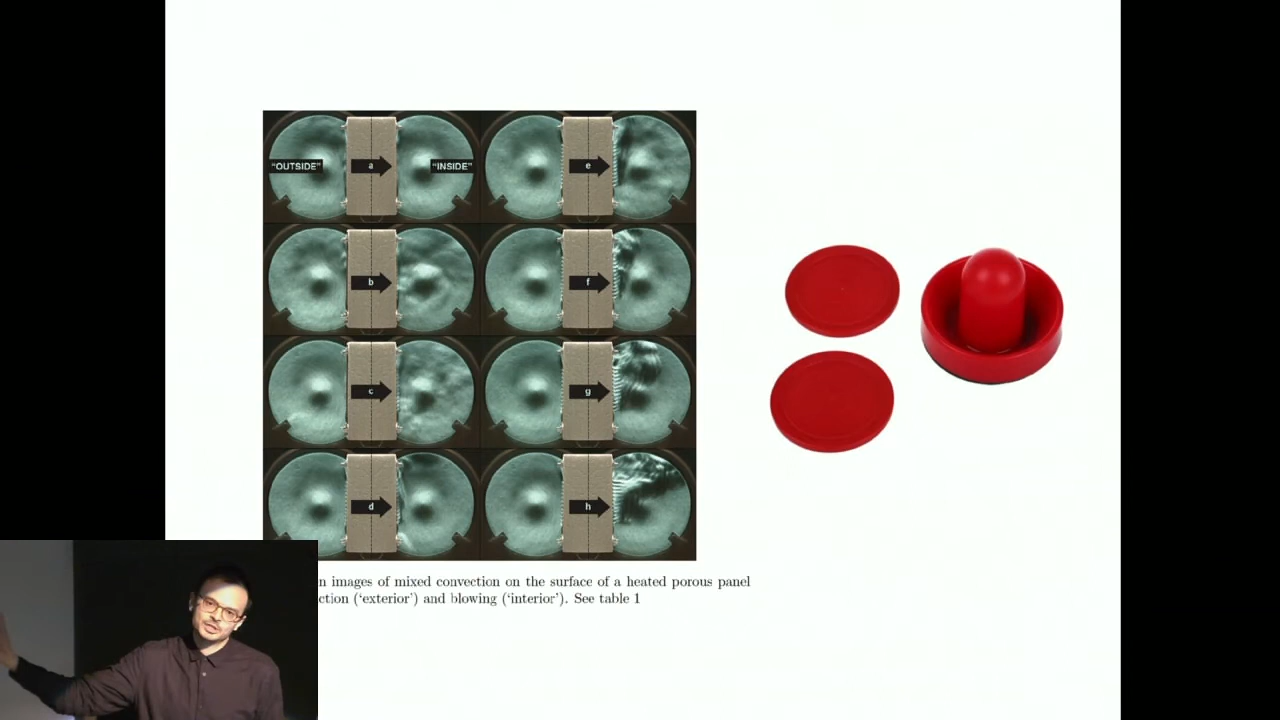 "OUTSIDE"
a
"INSIDE"
e
b
f
c
g
d
h
n images of mixed convection on the surface of a heated porous panel
ction (‘exterior’) and blowing (‘interior’). See table 1